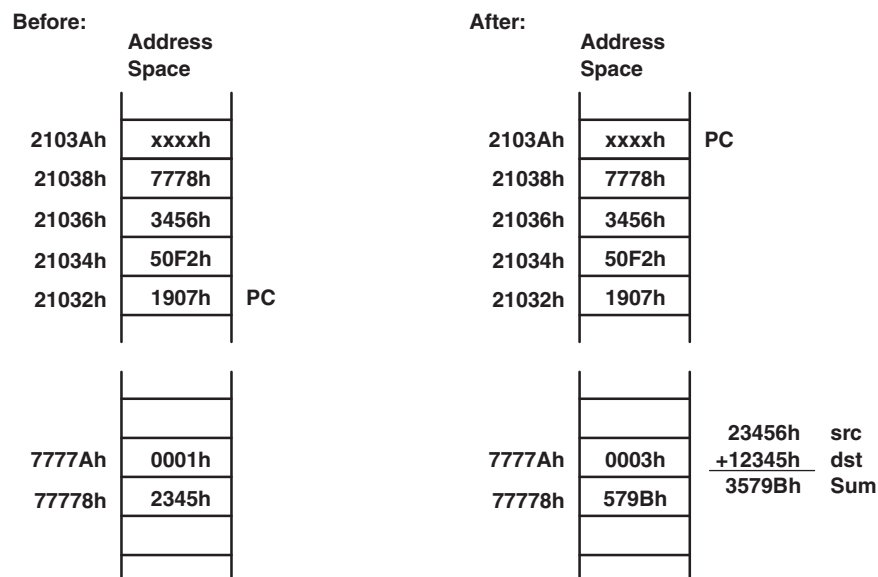 Before:
Address
Space
2103Ah xxxxh
21038h 7778h
21036h 3456h
21034h 50F2h
21032h 1907h PC
7777Ah 0001h
77778h 2345h
After:
Address
Space
2103Ah xxxxh PC
21038h 7778h
21036h 3456h
21034h 50F2h
21032h 1907h
7777Ah 0003h
77778h 579Bh
23456h src
+12345h dst
3579Bh Sum